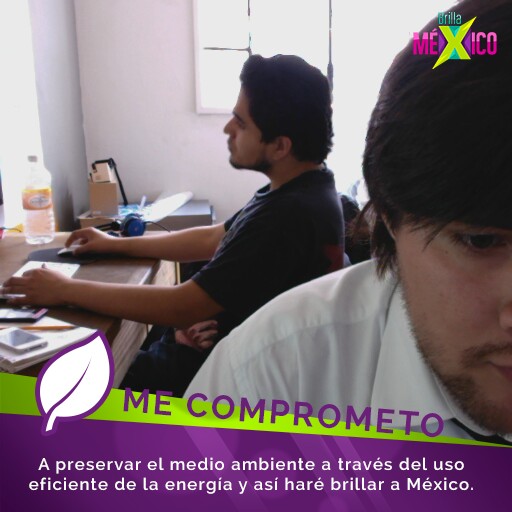 Brilla
MÉXICO
ME COMPROMETO
A preservar el medio ambiente a través del uso
eficiente de la energía y así haré brillar a México.